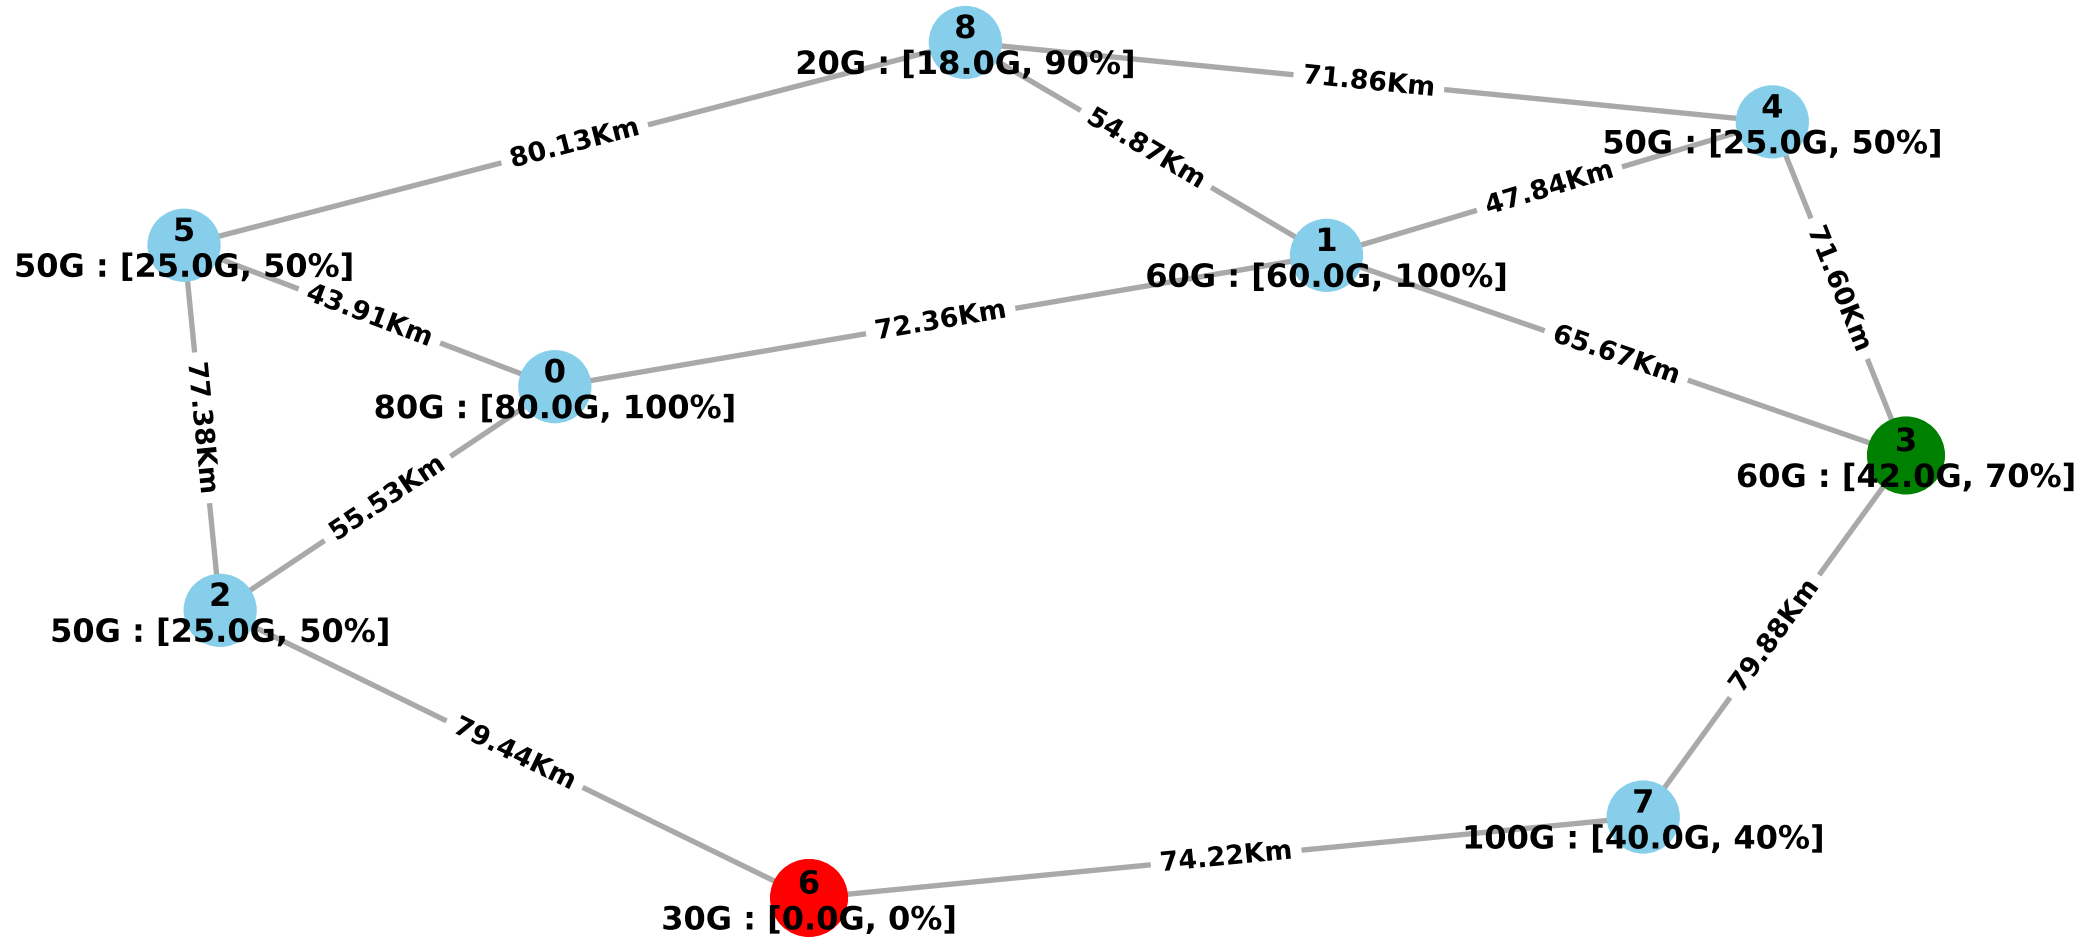 8
20G : [18.0G, 90%]
71.86Km
4
50G : [25.0G, 50%]
80.13Km
54.87Km
47.84Km
5
50G : [25.0G, 50%]
1
60G : [60.0G, 100%]
71.60Km
43.91Km
72.36Km
65.67Km
0
80G : [80.0G, 100%]
77.38Km
3
60G : [42.0G, 70%]
55.53Km
2
50G : [25.0G, 50%]
79.88Km
79.44Km
7
100G : [40.0G, 40%]
74.22Km
6
30G : [0.0G, 0%]